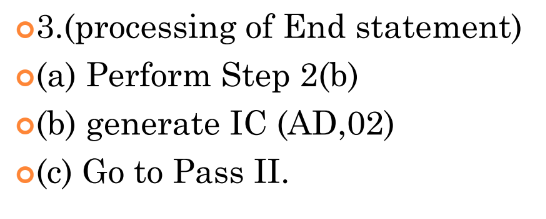 3.(processing of End statement)
(a) Perform Step 2(b)
(b) generate IC (AD,02)
(c) Go to Pass II.